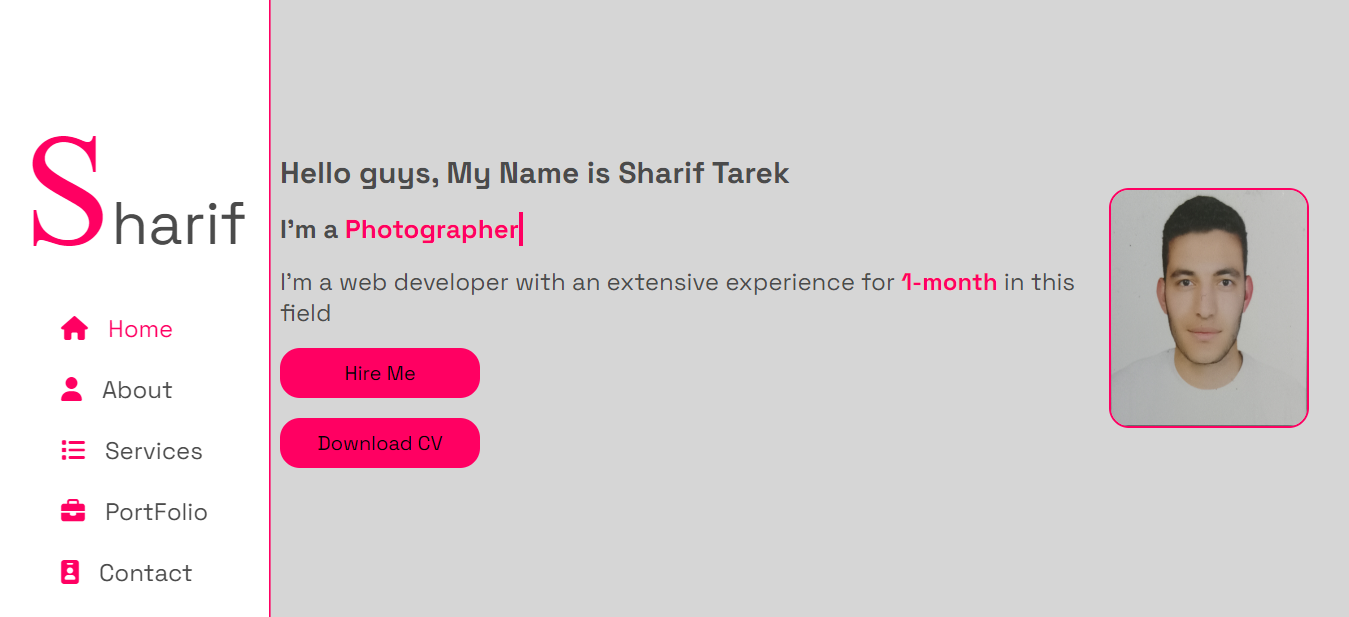 Sharif
Home
About
Services
PortFolio
Contact
Hello guys, My Name is Sharif Tarek
I'm a Photographer
I'm a web developer with an extensive experience for 1-month in this
field
Hire Me
Download CV